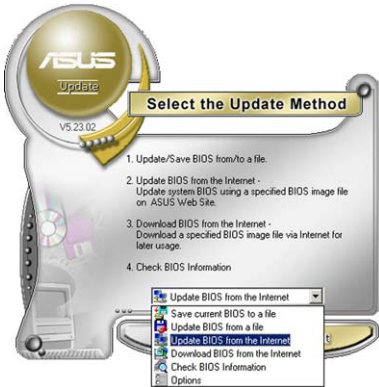 ASUS
Update
V5.23.02
Select the Update Method
1. Update/Save BIOS from/to a file.
2. Update BIOS from the Internet -
Update system BIOS using a specified BIOS image file
on ASUS Web Site.
3. Download BIOS from the Internet -
Download a specified BIOS image file via Internet for
later usage.
4. Check BIOS Information
Update BIOS from the Internet
Save current BIOS to a file
Update BIOS from a file
Update BIOS from the Internet
Download BIOS from the Internet
Check BIOS Information
Options